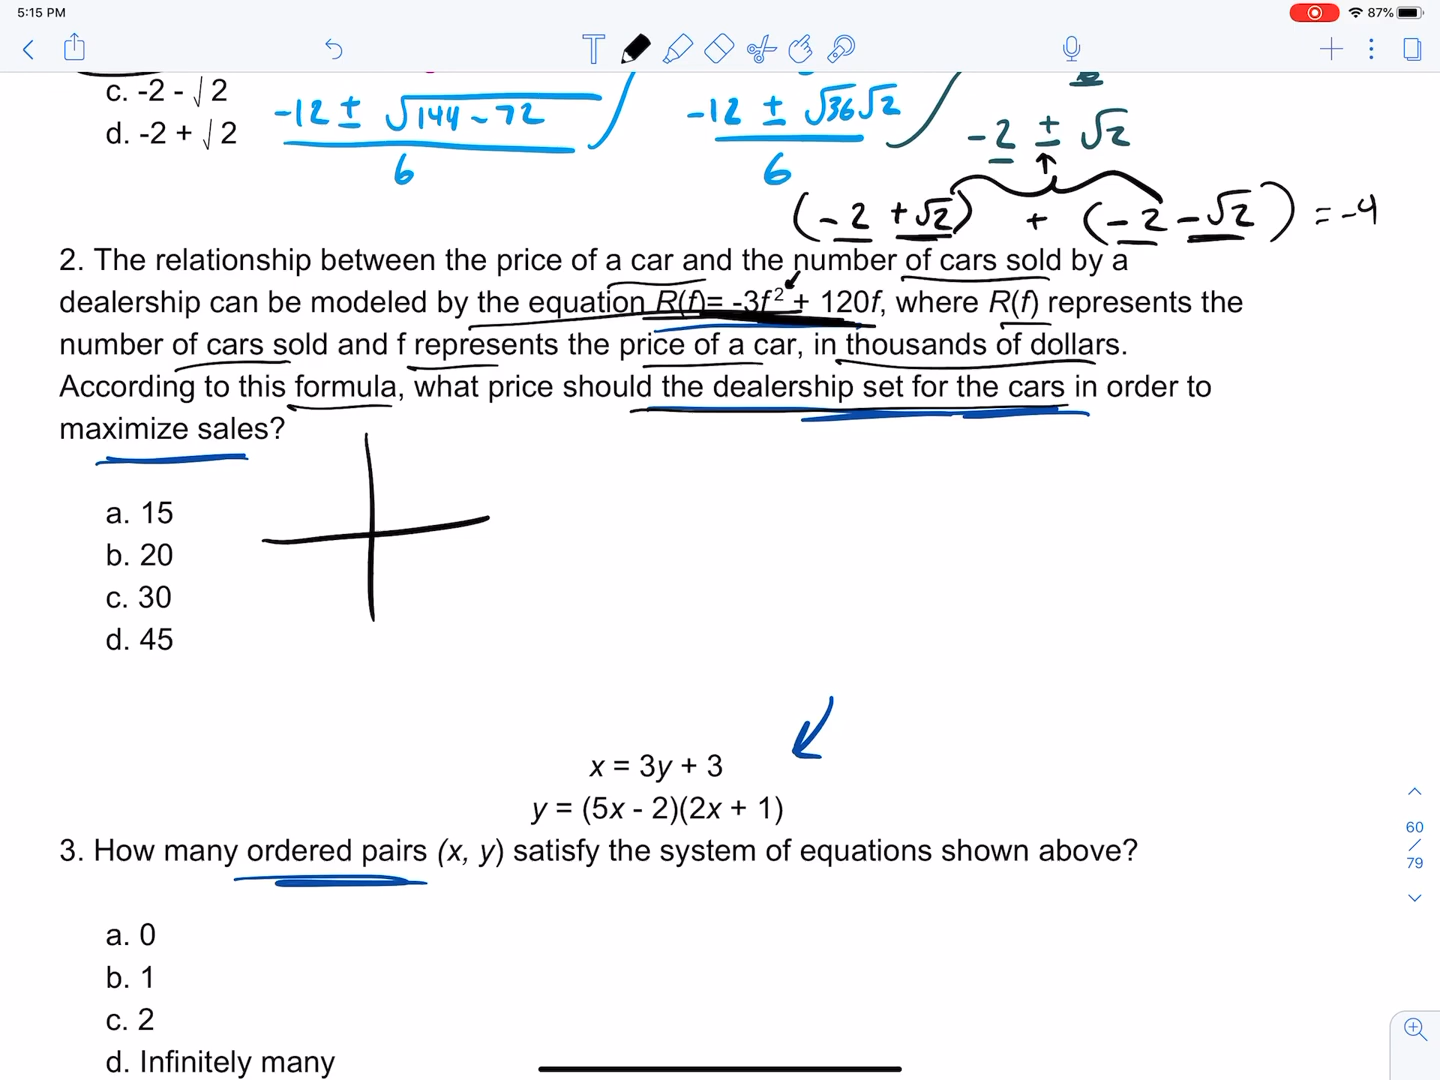 5:15 PM
87%
T
c. -2 - √2
d. -2 + √2
-12 ± √144 - 72
6
-12 ± √36√2
6
-2 ± √2
(-2 +√2) + (-2 -√2) = -4
2. The relationship between the price of a car and the number of cars sold by a
dealership can be modeled by the equation R(f)= -3f² + 120f, where R(f) represents the
number of cars sold and f represents the price of a car, in thousands of dollars.
According to this formula, what price should the dealership set for the cars in order to
maximize sales?
a. 15
b. 20
c. 30
d. 45
x = 3y + 3
y = (5x - 2)(2x + 1)
3. How many ordered pairs (x, y) satisfy the system of equations shown above?
a. 0
b. 1
c. 2
d. Infinitely many
60
/
79